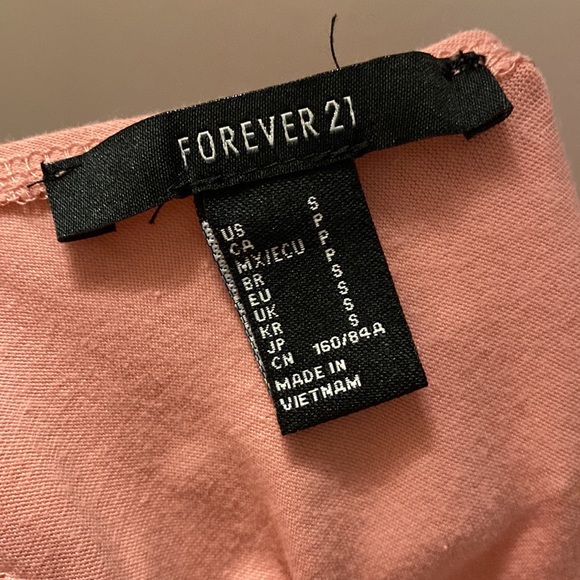 FOREVER 21
US S
CA P
MX/ECU P
BR P
EU S
UK S
KR S
JP S
CN 160/84A
MADE IN
VIETNAM